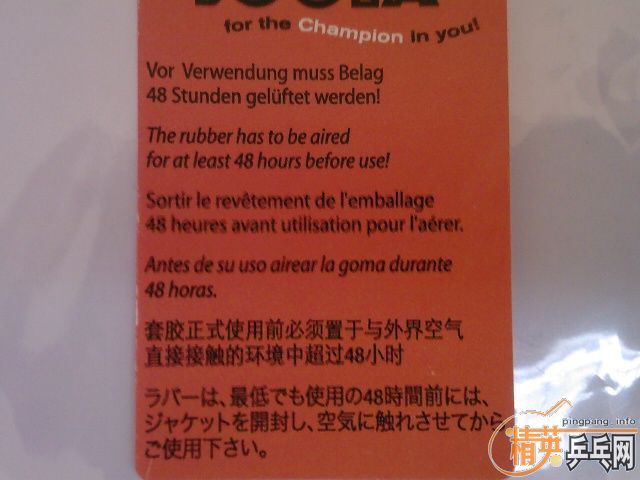 for the Champion in you!
Vor Verwendung muss Belag
48 Stunden gelüftet werden!
The rubber has to be aired
for at least 48 hours before use!
Sortir le revêtement de l'emballage
48 heures avant utilisation pour l'aérer.
Antes de su uso airear la goma durante
48 horas.
套胶正式使用前必须置于与外界空气
直接接触的环境中超过48小时
ラバーは、最低でも使用の48時間前には、
ジャケットを開封し、空気に触れさせてから
ご使用下さい。
pingpang_info
精英乒乓网